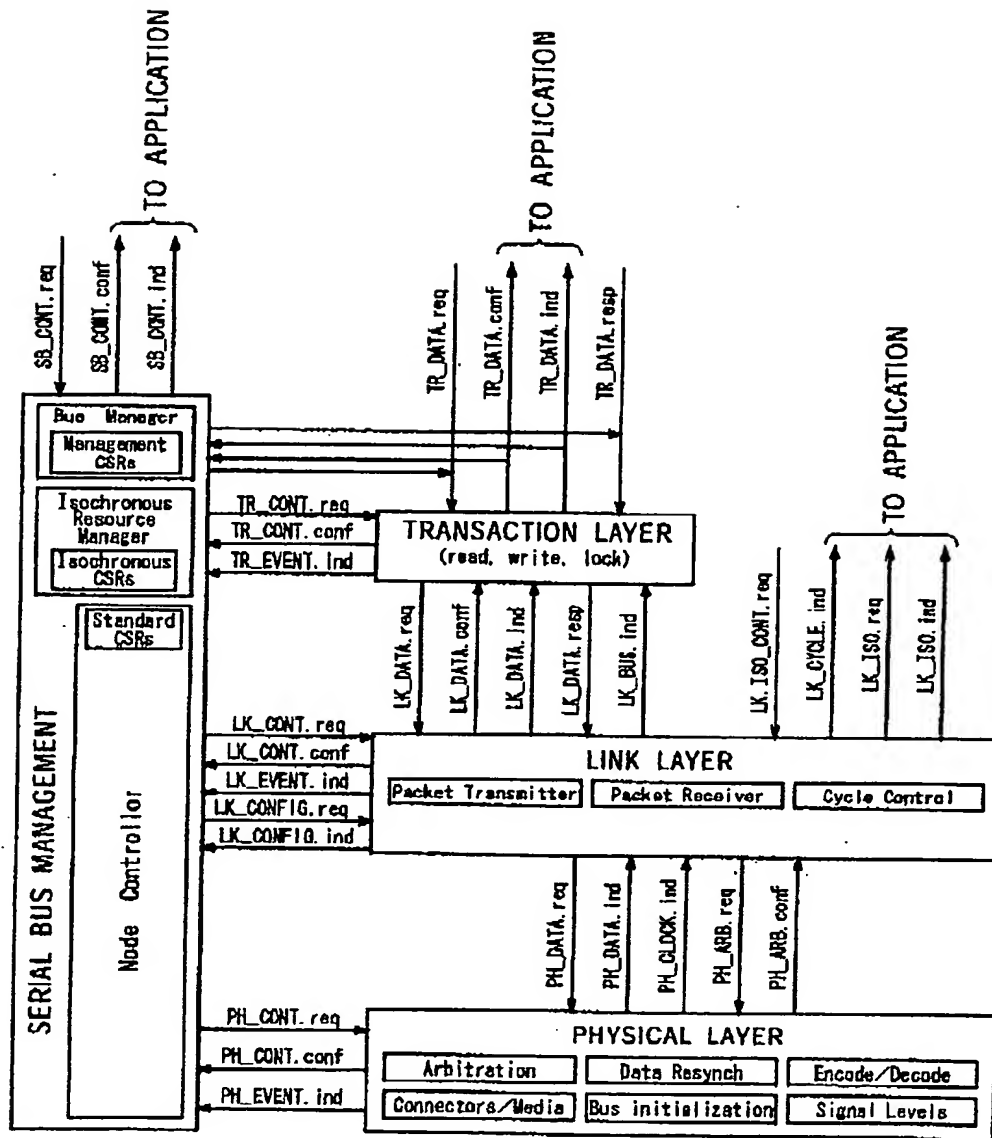 TO APPLICATION
SB_CONT.req
SB_CONT.conf
SB_CONT.ind
TO APPLICATION
TR_DATA.req
TR_DATA.conf
TR_DATA.ind
TR_DATA.resp
SERIAL BUS MANAGEMENT
Bus Manager
Management
CSRs
Isochronous
Resource
Manager
Isochronous
CSRs
Standard
CSRs
Node Controllor
TR_CONT.req
TR_CONT.conf
TR_EVENT.ind
TRANSACTION LAYER
(read, write, lock)
TO APPLICATION
LK_DATA.req
LK_DATA.conf
LK_DATA.ind
LK_DATA.resp
LK_BUS.ind
LK.ISO_CONT.req
LK_CYCLE.ind
LK_ISO.req
LK_ISO.ind
LK_CONT.req
LK_CONT.conf
LK_EVENT.ind
LK_CONFIG.req
LK_CONFIG.ind
LINK LAYER
Packet Transmitter
Packet Receiver
Cycle Control
PH_DATA.req
PH_DATA.ind
PH_CLOCK.ind
PH_ARB.req
PH_ARB.conf
PH_CONT.req
PH_CONT.conf
PH_EVENT.ind
PHYSICAL LAYER
Arbitration
Data Resynch
Encode/Decode
Connectors/Media
Bus initialization
Signal Levels